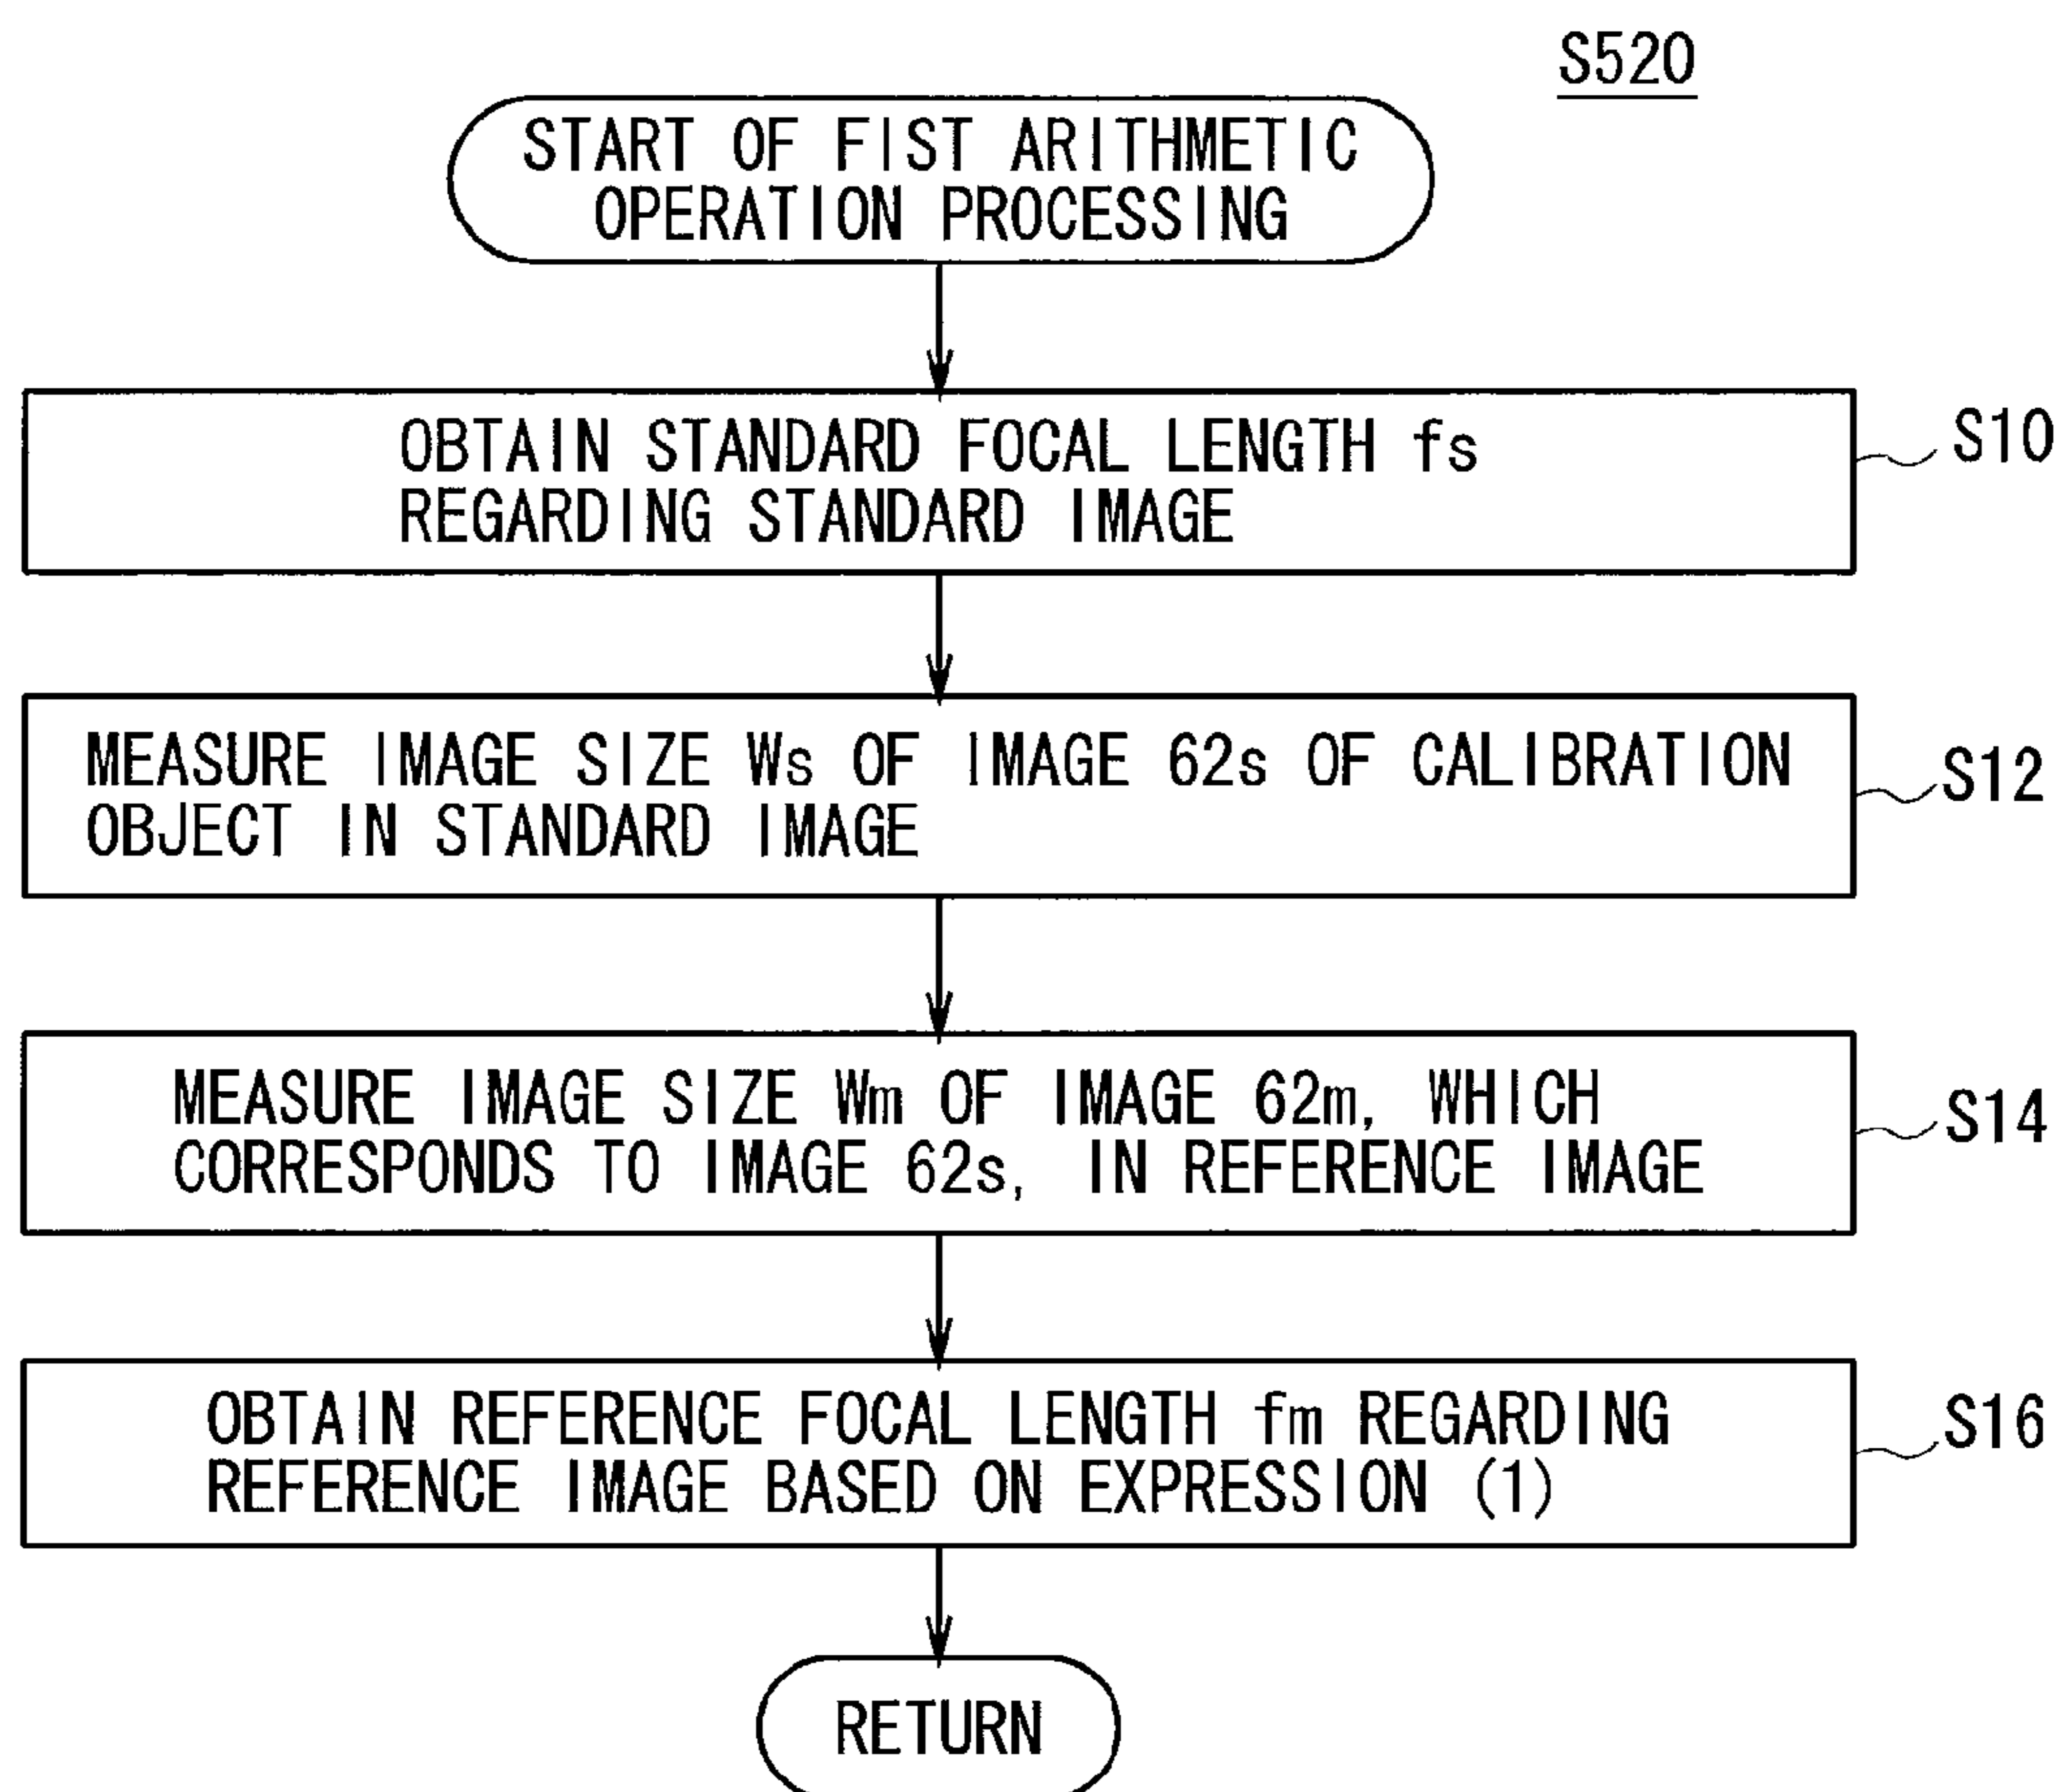 S520
START OF FIST ARITHMETIC
OPERATION PROCESSING
OBTAIN STANDARD FOCAL LENGTH fs
REGARDING STANDARD IMAGE
S10
MEASURE IMAGE SIZE Ws OF IMAGE 62s OF CALIBRATION
OBJECT IN STANDARD IMAGE
S12
MEASURE IMAGE SIZE Wm OF IMAGE 62m, WHICH
CORRESPONDS TO IMAGE 62s, IN REFERENCE IMAGE
S14
OBTAIN REFERENCE FOCAL LENGTH fm REGARDING
REFERENCE IMAGE BASED ON EXPRESSION (1)
S16
RETURN